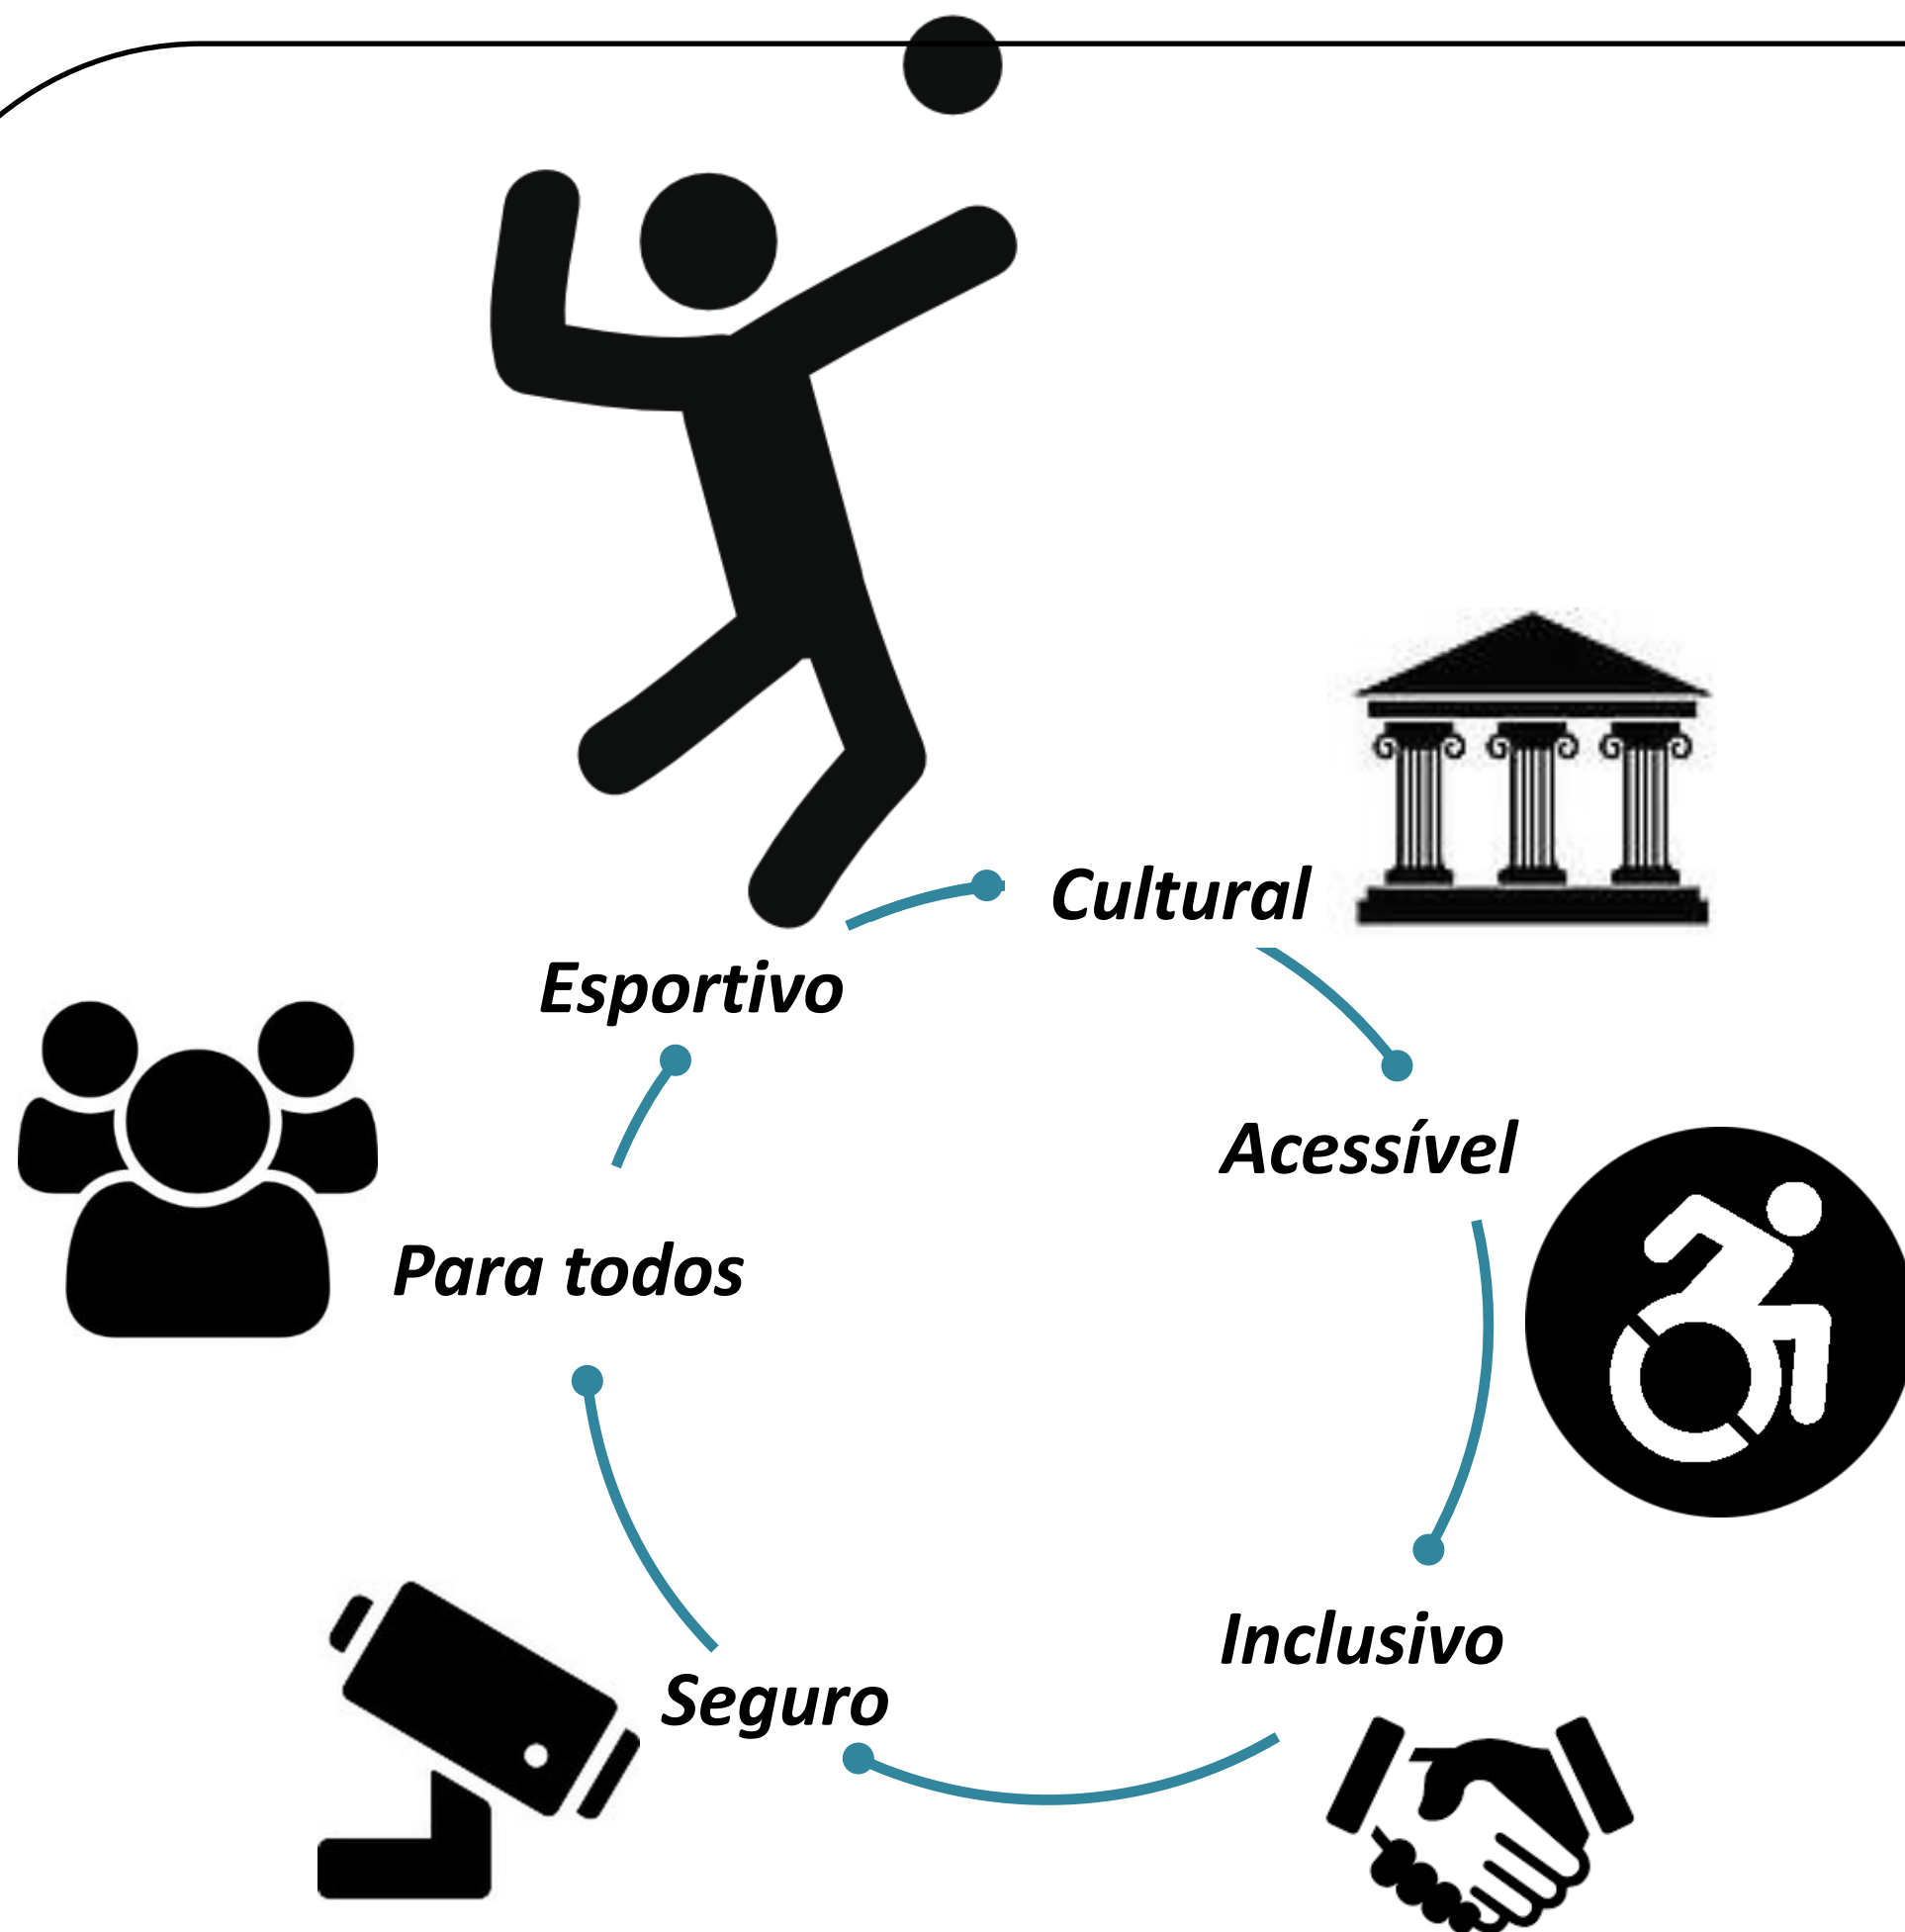 Cultural
Esportivo
Acessível
Para todos
Inclusivo
Seguro